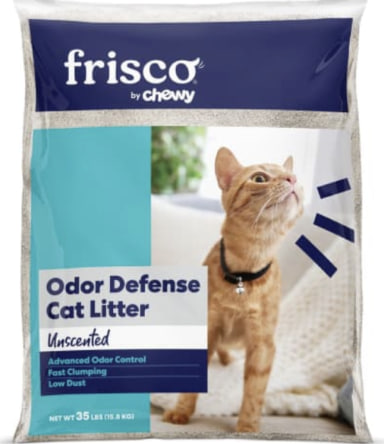 frisco
by chewy
Odor Defense
Cat Litter
Unscented
Advanced Odor Control
Fast Clumping
Low Dust
NET WT 35 LBS (15.8 KG)